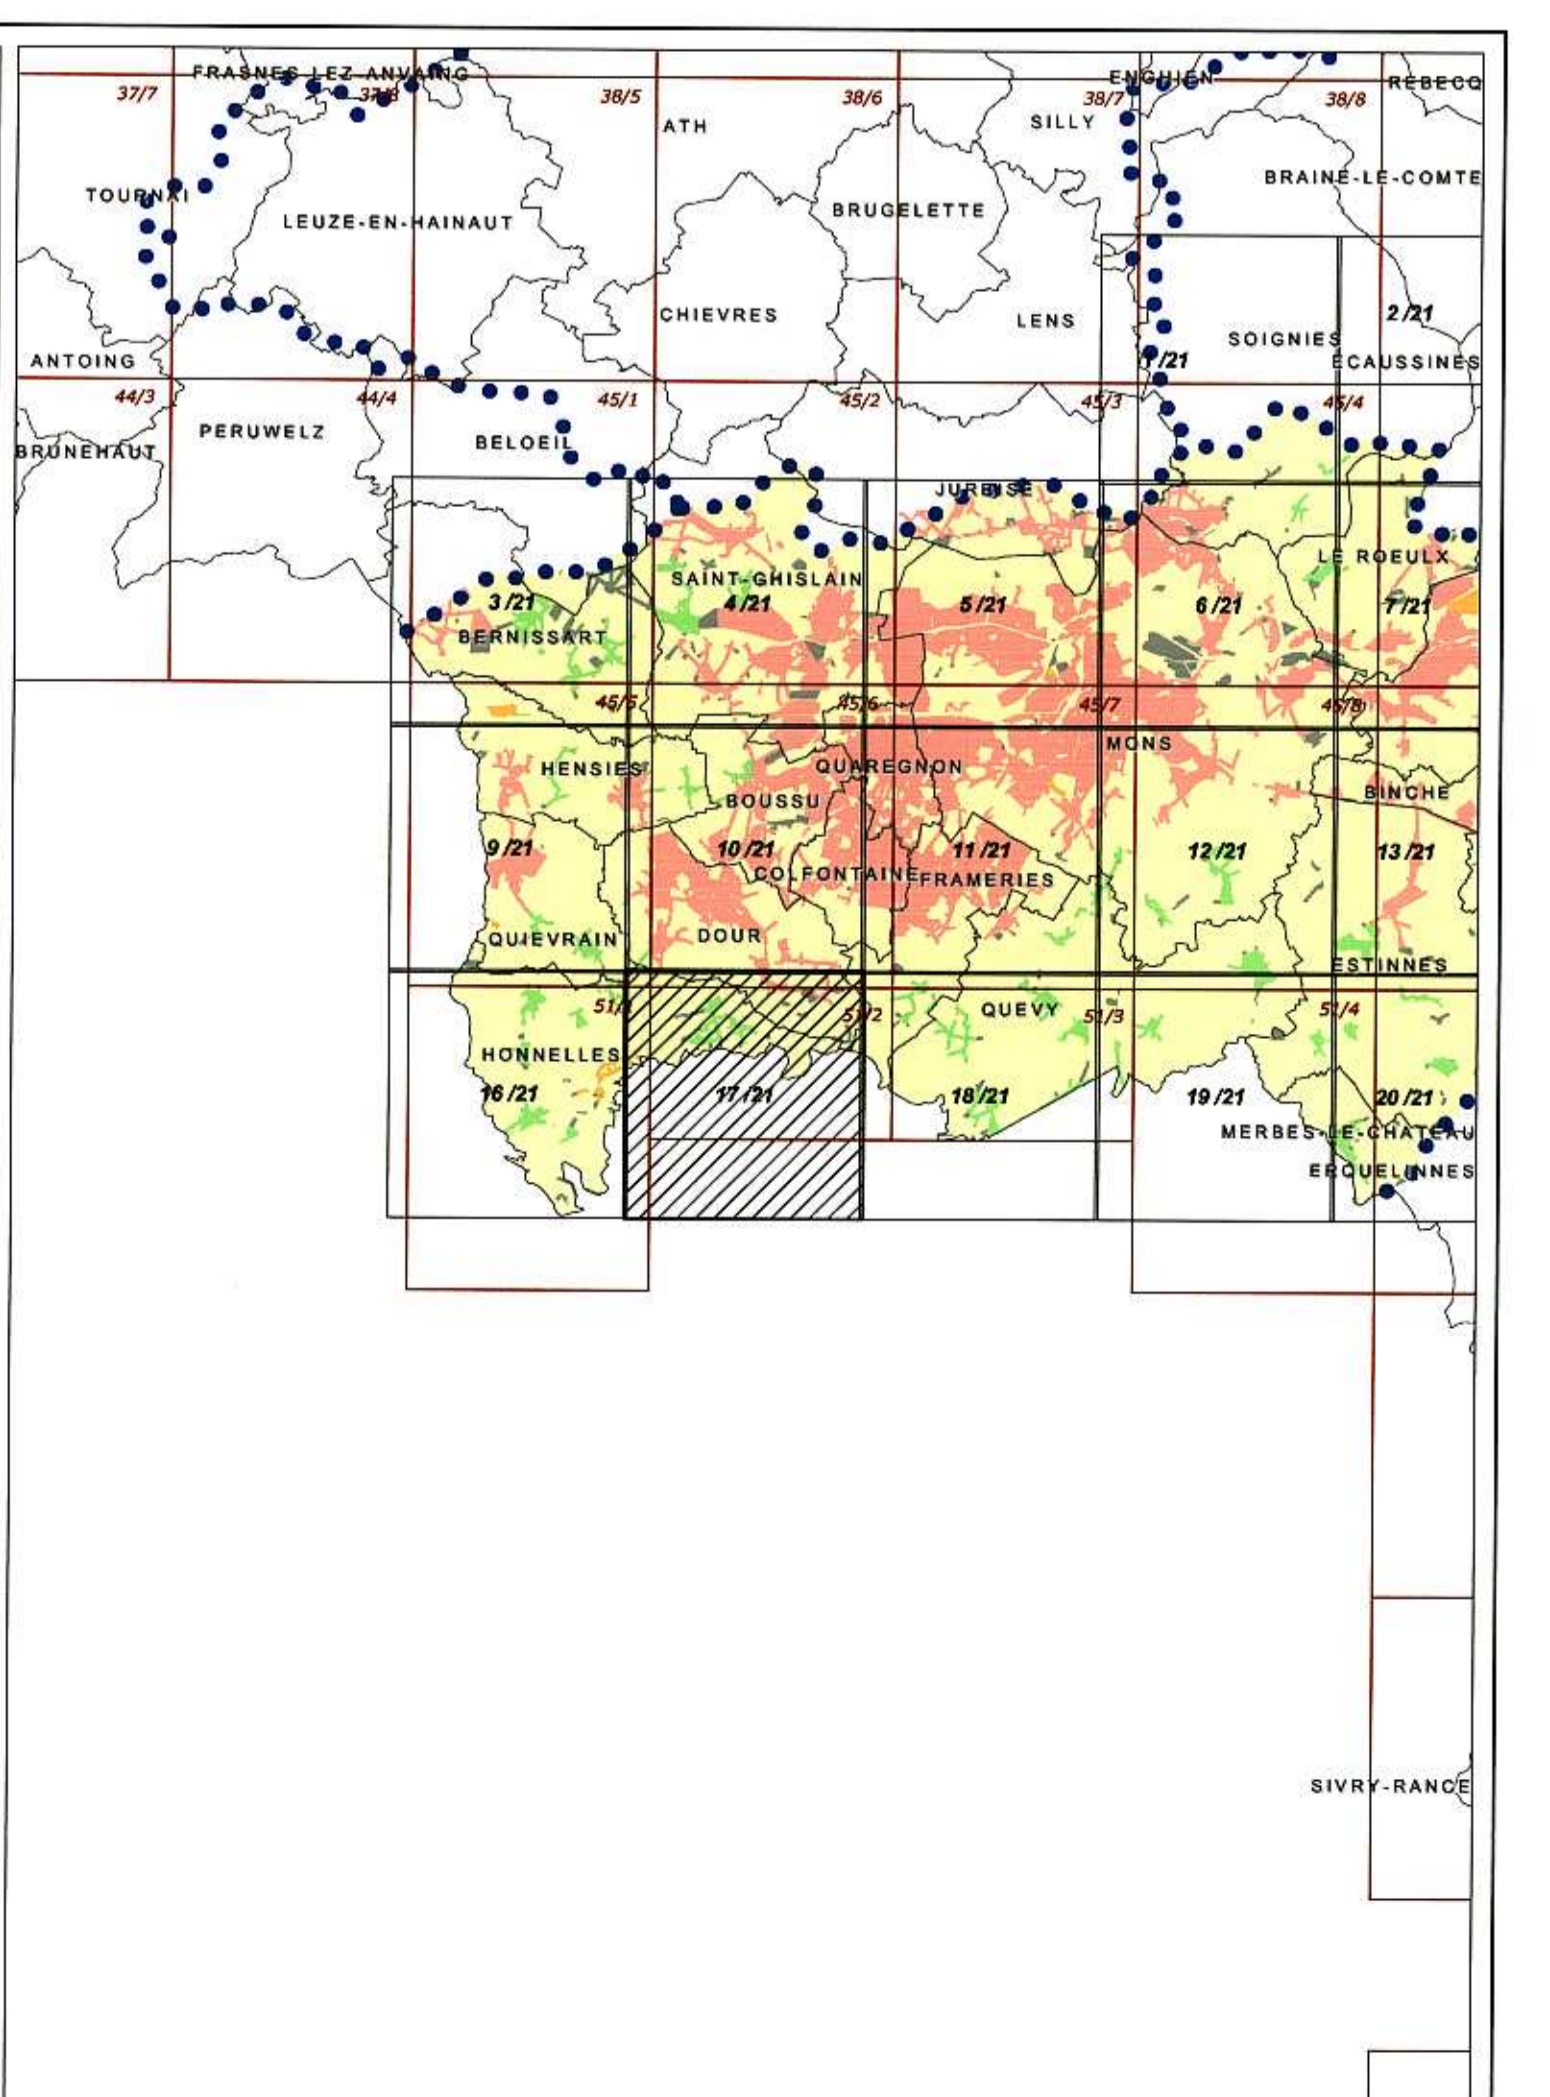 FRASNES-LEZ-ANVAING
ENGHIEN
REBECQ
37/7
37/8
38/5
38/6
38/7
38/8
ATH
SILLY
BRAINE-LE-COMTE
TOURNAI
BRUGELETTE
LEUZE-EN-HAINAUT
CHIEVRES
LENS
2 /21
SOIGNIES
ANTOING
1 /21
ECAUSSINES
44/3
44/4
45/1
45/2
45/3
45/4
PERUWELZ
BELOEIL
BRUNEHAUT
JURBISE
LE ROEULX
SAINT-GHISLAIN
3 /21
4 /21
5 /21
6 /21
7 /21
BERNISSART
45/5
45/6
45/7
45/8
MONS
HENSIES
QUAREGNON
BOUSSU
BINCHE
9 /21
10 /21
11 /21
12 /21
13 /21
COLFONTAINE
FRAMERIES
QUIEVRAIN
DOUR
ESTINNES
51/1
51/2
QUEVY
51/3
51/4
HONNELLES
16 /21
17 /21
18 /21
19 /21
20 /21
MERBES-LE-CHATEAU
ERQUELINNES
SIVRY-RANCE